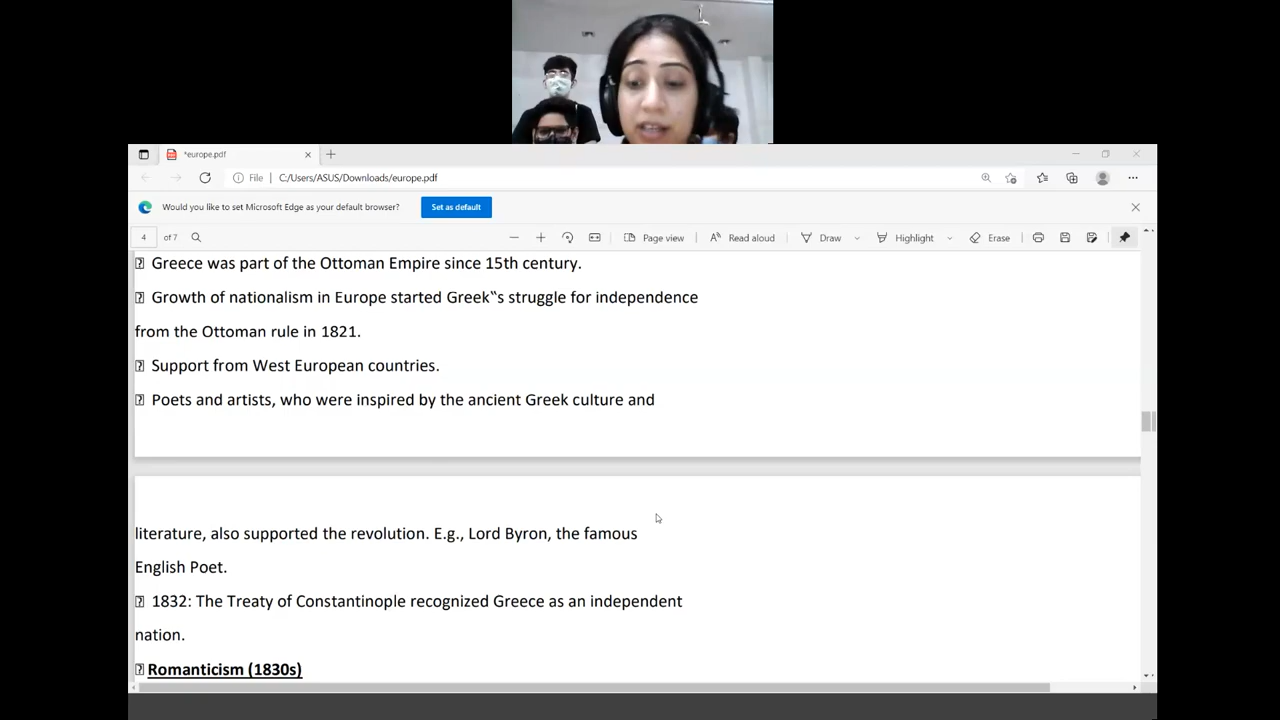 *europe.pdf
File
C:/Users/ASUS/Downloads/europe.pdf
Would you like to set Microsoft Edge as your default browser?
Set as default
4
of 7
Page view
Read aloud
Draw
Highlight
Erase
Greece was part of the Ottoman Empire since 15th century.
Growth of nationalism in Europe started Greek‟s struggle for independence
from the Ottoman rule in 1821.
Support from West European countries.
Poets and artists, who were inspired by the ancient Greek culture and
literature, also supported the revolution. E.g., Lord Byron, the famous
English Poet.
1832: The Treaty of Constantinople recognized Greece as an independent
nation.
Romanticism (1830s)